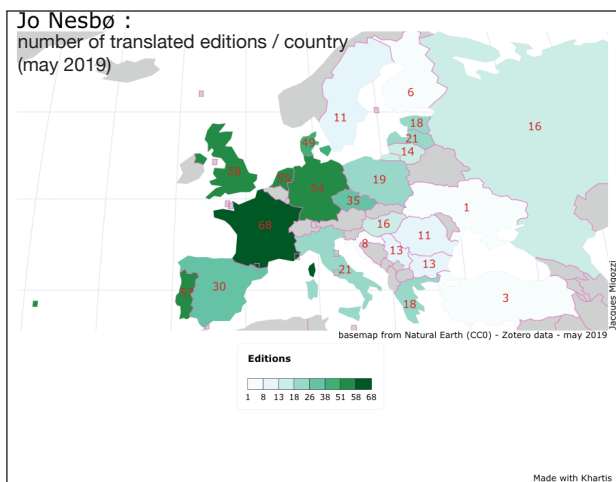 Jo Nesbø :
number of translated editions / country
(may 2019)
6
11
18
16
49
21
14
58
19
54
35
1
68
16
11
8
13
13
21
30
3
18
Jacques Migozzi
basemap from Natural Earth (CC0) - Zotero data - may 2019
Editions
1 8 13 18 26 38 51 58 68
Made with Khartis